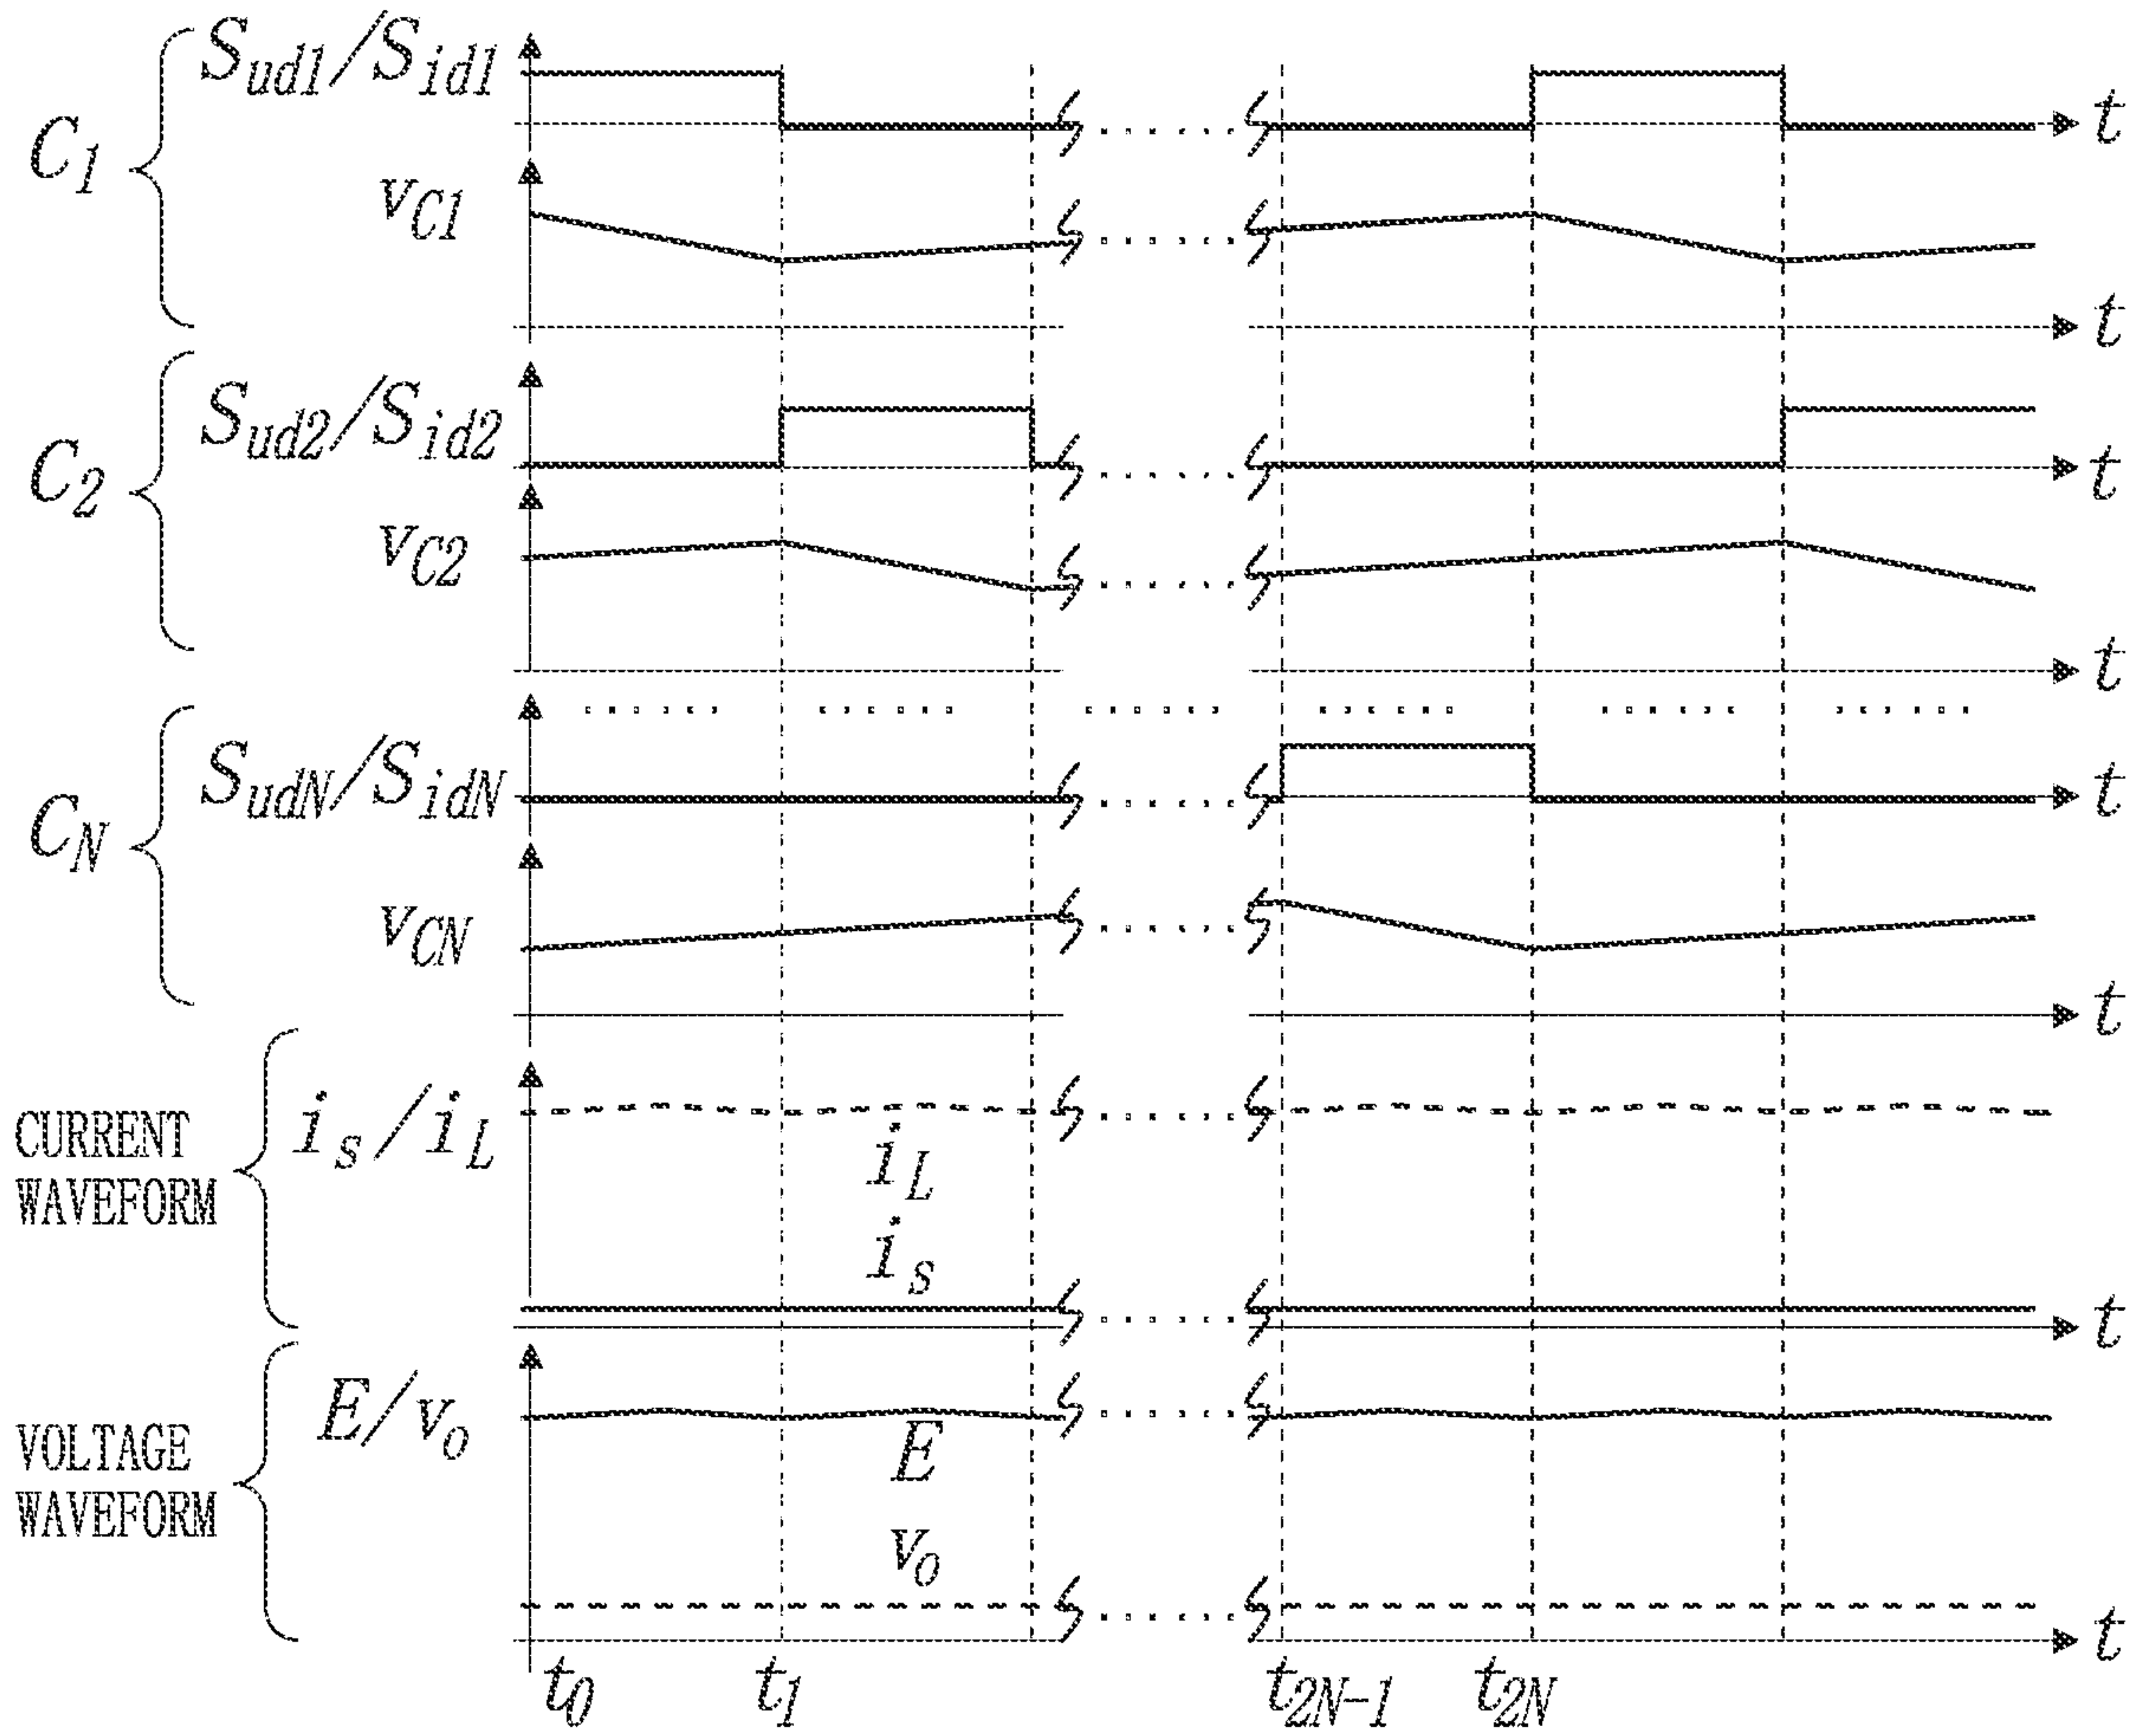 C1
Sud1/Sid1
t
vC1
t
C2
Sud2/Sid2
t
vC2
t
CN
SudN/SidN
t
vCN
t
CURRENT
WAVEFORM
is/iL
iL
is
t
VOLTAGE
WAVEFORM
E/vo
E
vo
t
t0 t1 t2N-1 t2N